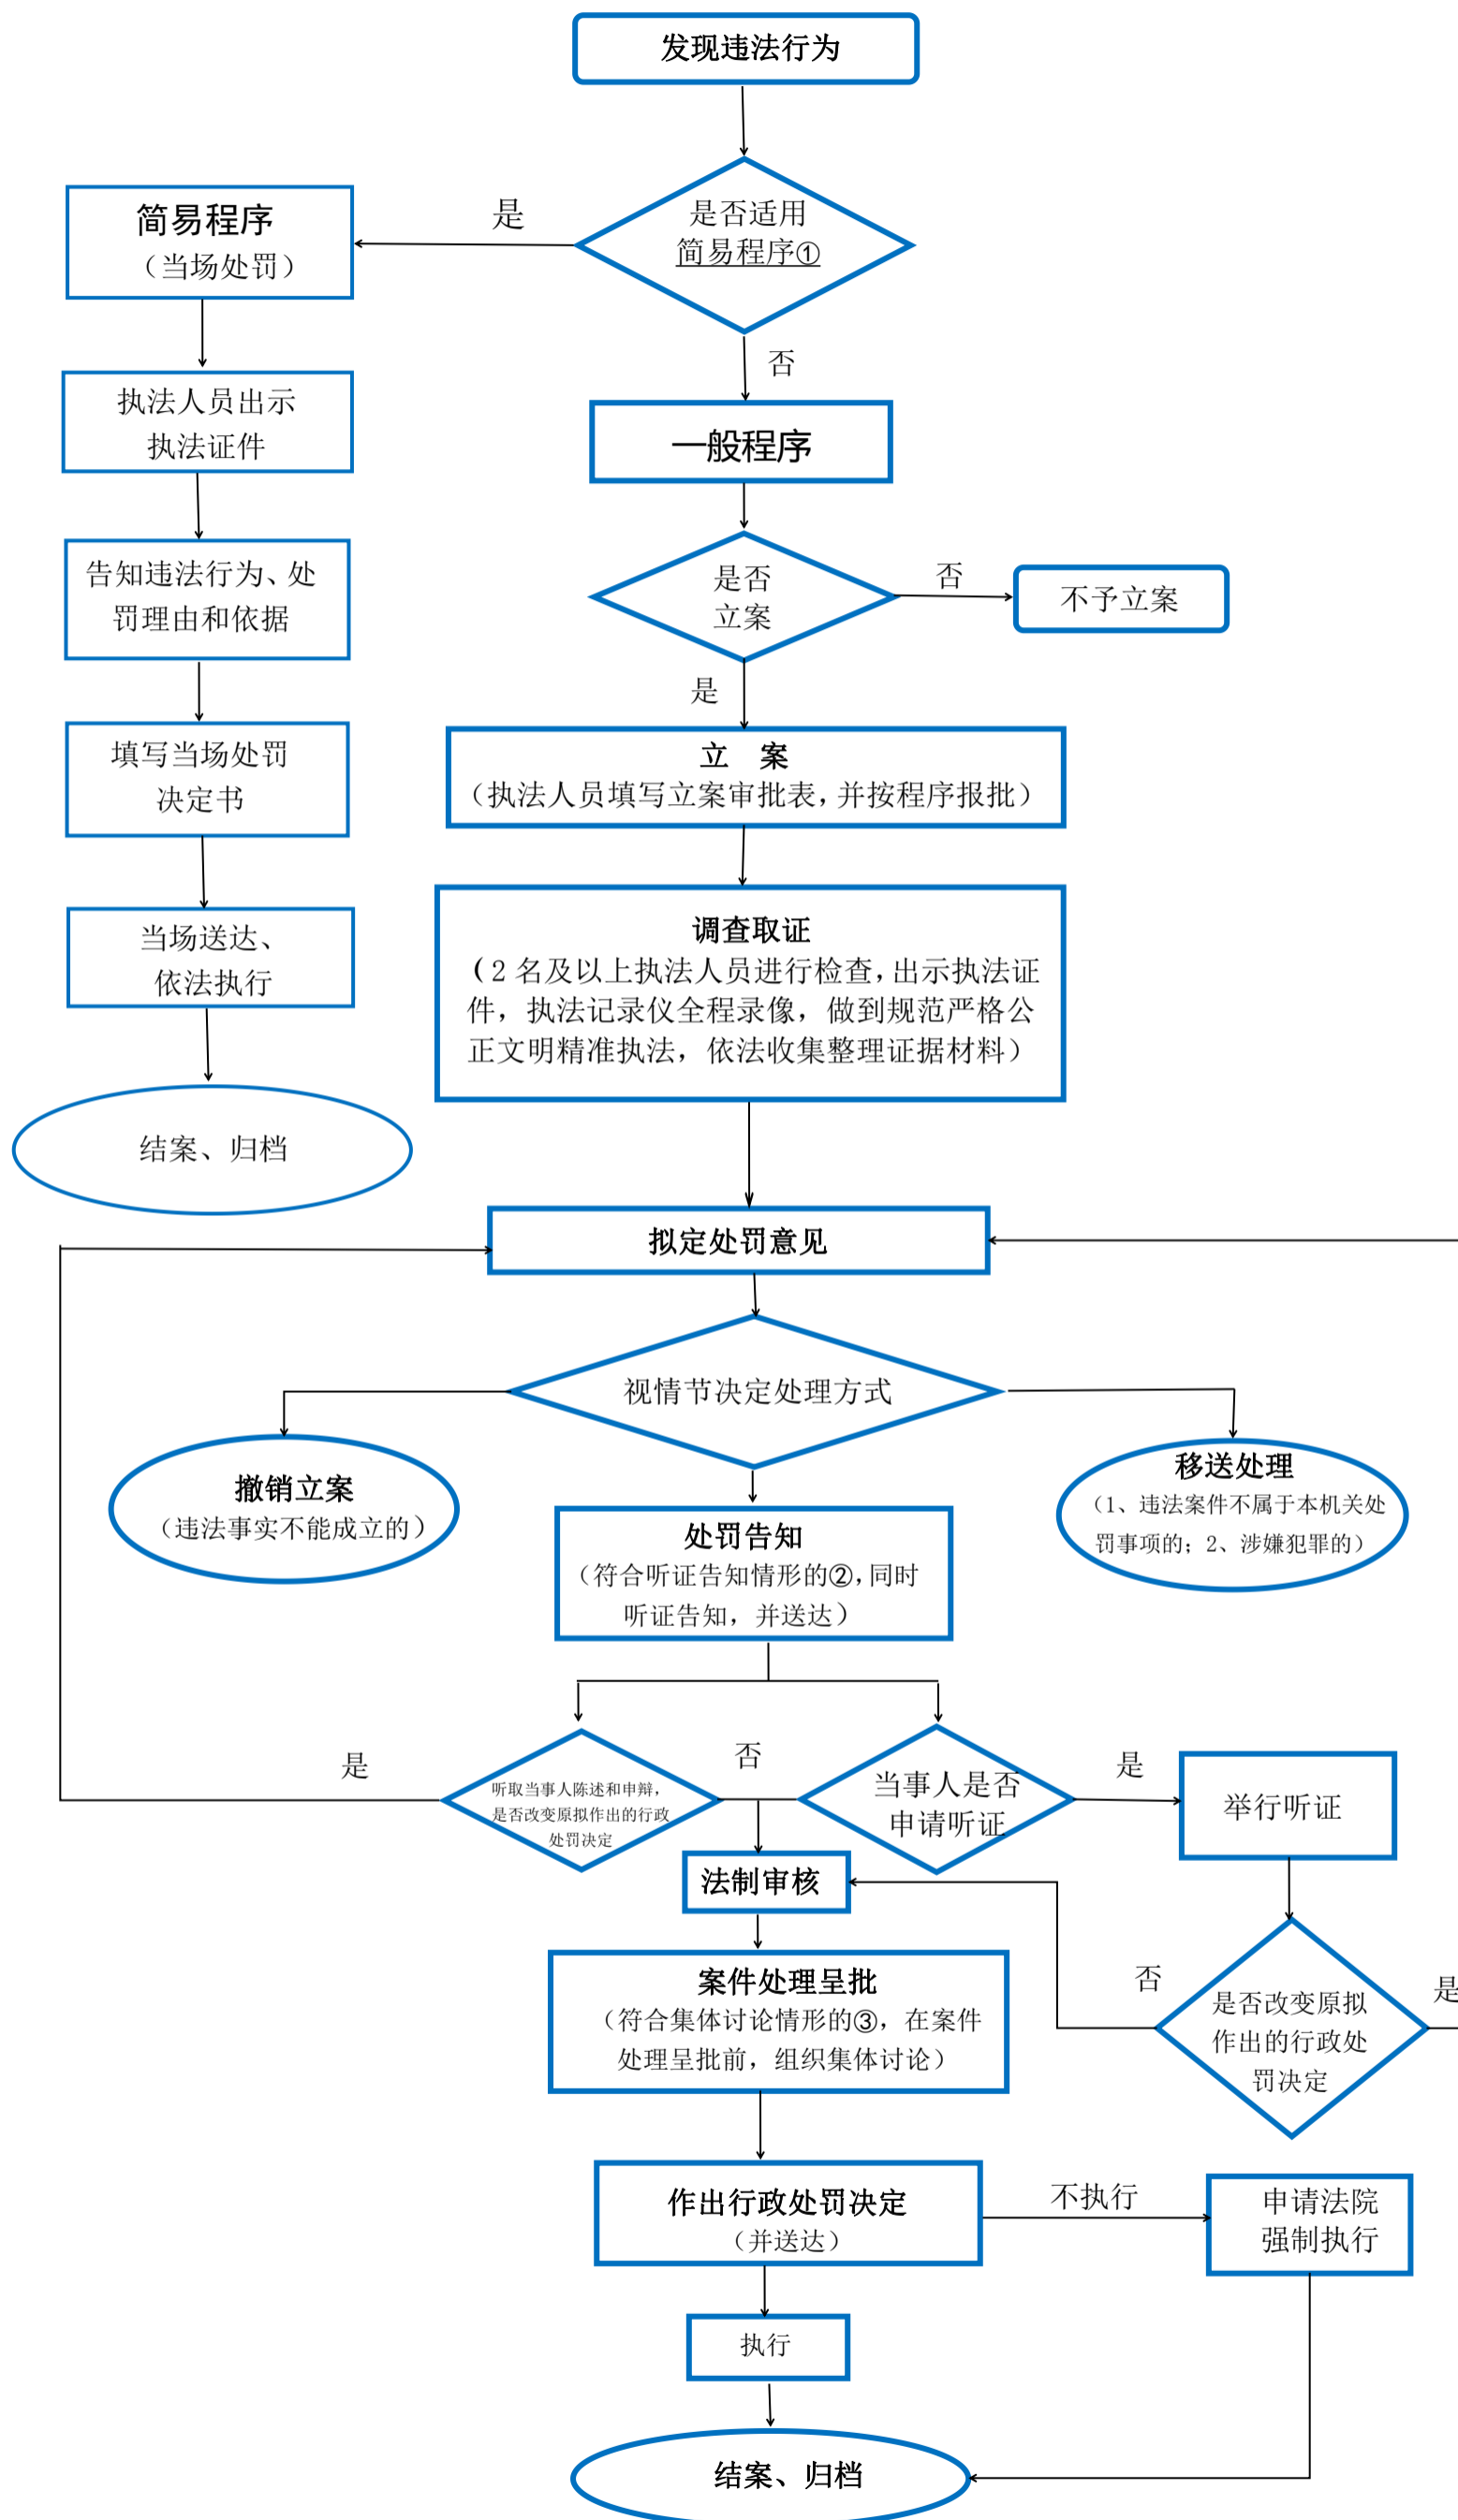 发现违法行为
是否适用
简易程序①
是
简易程序
（当场处罚）
否
执法人员出示
执法证件
一般程序
告知违法行为、处
罚理由和依据
是否
立案
否
不予立案
是
填写当场处罚
决定书
立　案
（执法人员填写立案审批表，并按程序报批）
当场送达、
依法执行
调查取证
（2 名及以上执法人员进行检查，出示执法证
件，执法记录仪全程录像，做到规范严格公
正文明精准执法，依法收集整理证据材料）
结案、归档
拟定处罚意见
视情节决定处理方式
撤销立案
（违法事实不能成立的）
移送处理
（1、违法案件不属于本机关处
罚事项的；2、涉嫌犯罪的）
处罚告知
（符合听证告知情形的②，同时
听证告知，并送达）
是
听取当事人陈述和申辩，
是否改变原拟作出的行政
处罚决定
否
当事人是否
申请听证
是
举行听证
法制审核
案件处理呈批
（符合集体讨论情形的③，在案件
处理呈批前，组织集体讨论）
否
是否改变原拟
作出的行政处
罚决定
是
作出行政处罚决定
（并送达）
不执行
申请法院
强制执行
执行
结案、归档